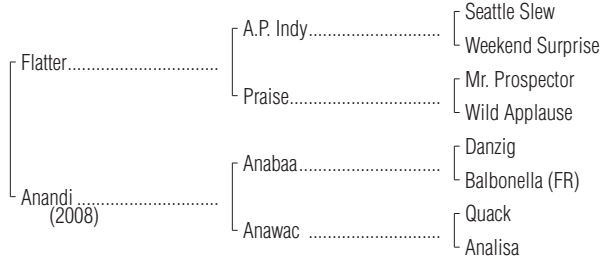 Seattle Slew
A.P. Indy
Weekend Surprise
Flatter
Mr. Prospector
Praise
Wild Applause
Danzig
Anabaa
Balbonella (FR)
Anandi
(2008)
Quack
Anawac
Analisa